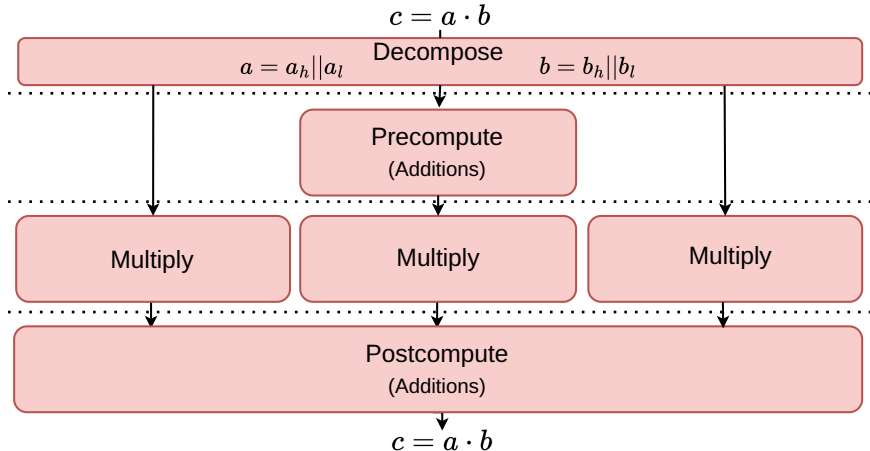 c = a · b
Decompose
a = a_h||a_l b = b_h||b_l
Precompute
(Additions)
Multiply Multiply Multiply
Postcompute
(Additions)
c = a · b